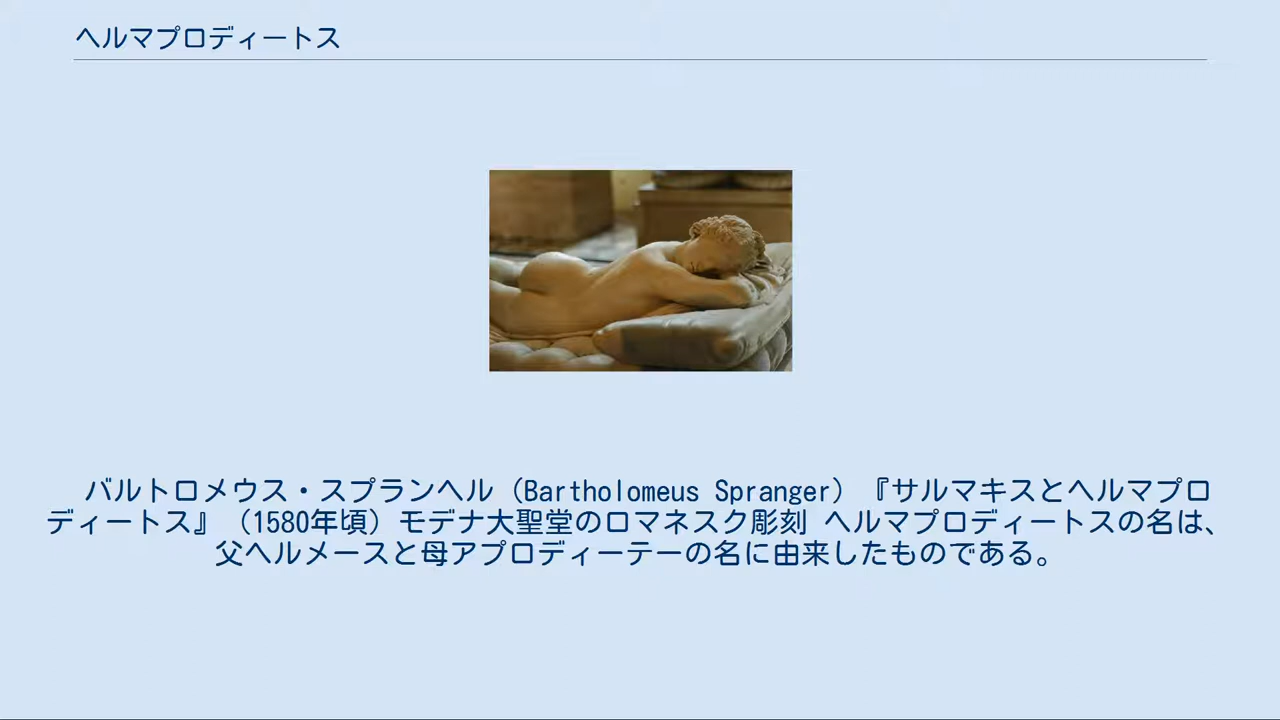 ヘルマプロディートス
バルトロメウス・スプランヘル（Bartholomeus Spranger）『サルマキスとヘルマプロ
ディートス』（1580年頃）モデナ大聖堂のロマネスク彫刻 ヘルマプロディートスの名は、
父ヘルメースと母アプロディーテーの名に由来したものである。